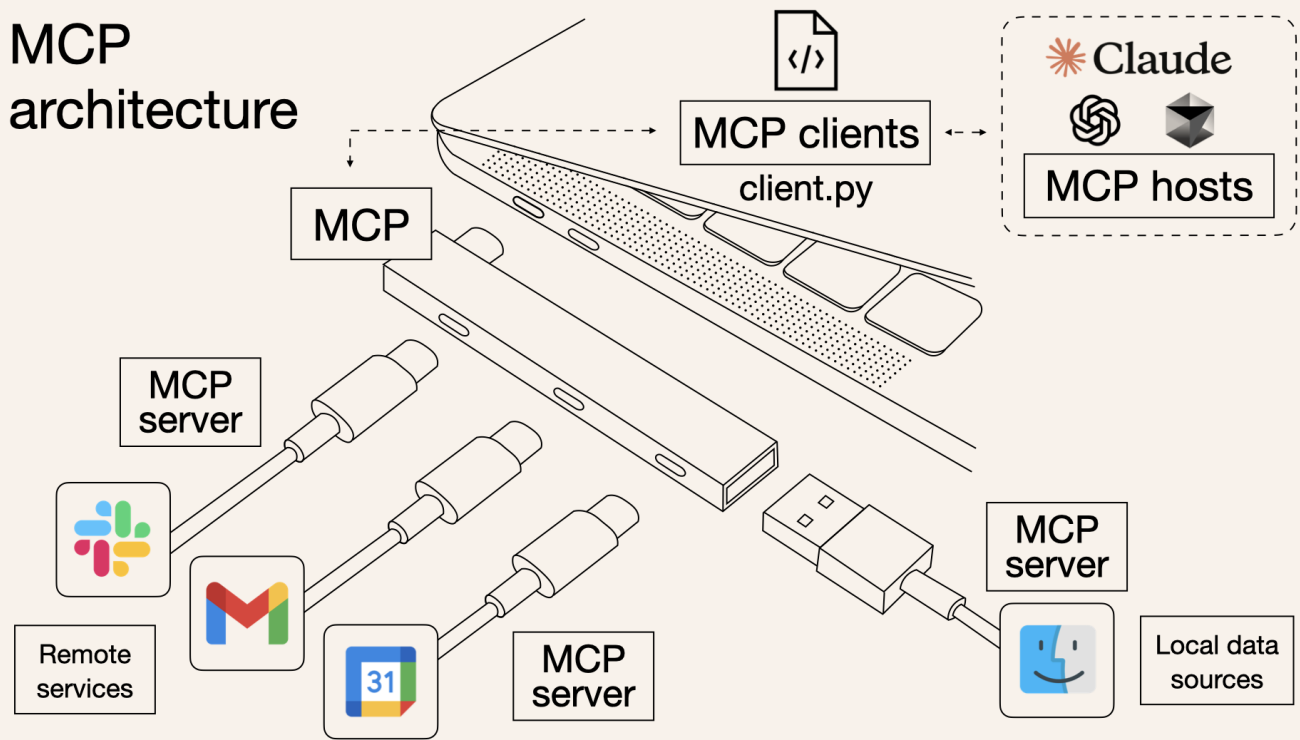 MCP
architecture
</>
Claude
MCP clients
client.py
MCP hosts
MCP
MCP
server
Remote
services
31
MCP
server
MCP
server
Local data
sources